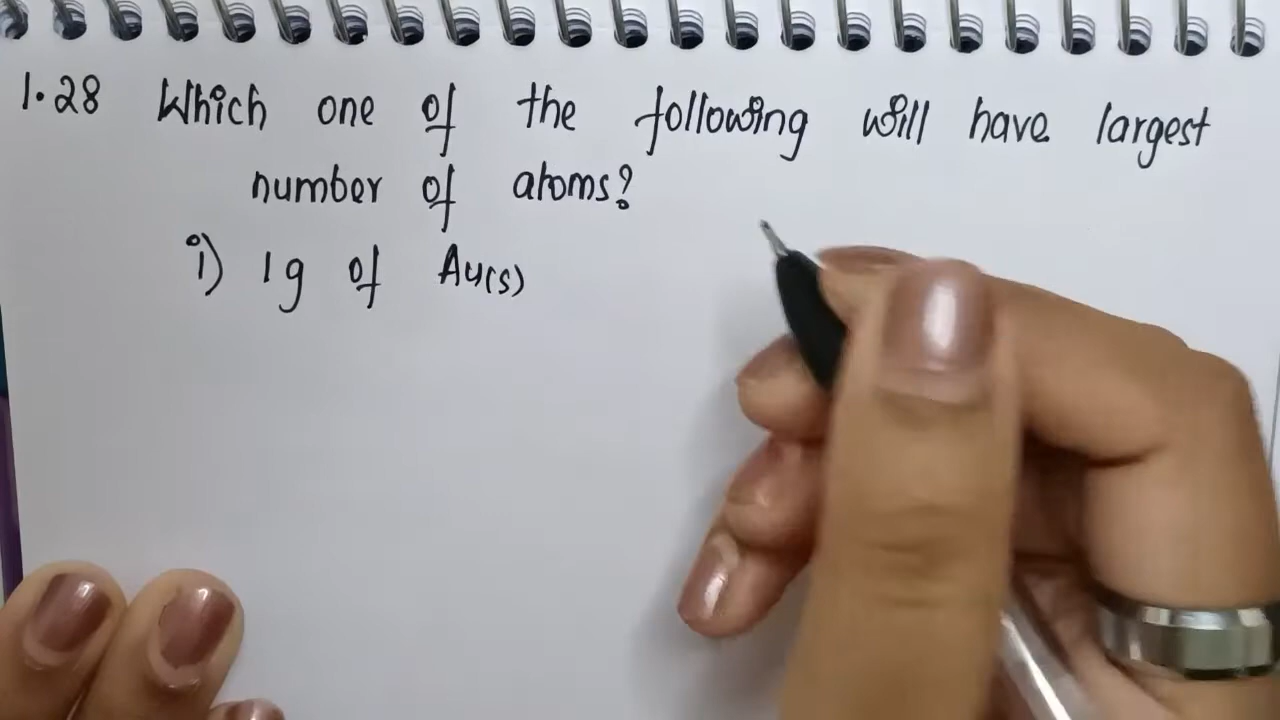 1.28 Which one of the following will have largest
number of atoms?
i) 1g of Au(s)